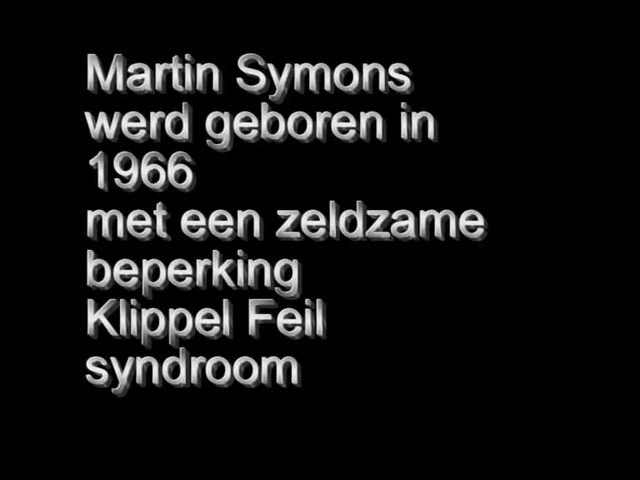 Martin Symons
werd geboren in
1966
met een zeldzame
beperking
Klippel Feil
syndroom